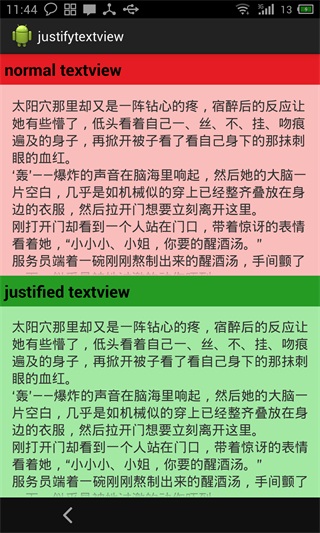 11:44
3G
13
justifytextview
normal textview
太阳穴那里却又是一阵钻心的疼，宿醉后的反应让
她有些懵了，低头看着自己一、丝、不、挂、吻痕
遍及的身子，再掀开被子看了看自己身下的那抹刺
眼的血红。
‘轰’——爆炸的声音在脑海里响起，然后她的大脑一
片空白，几乎是如机械似的穿上已经整齐叠放在身
边的衣服，然后拉开门想要立刻离开这里。
刚打开门却看到一个人站在门口，带着惊讶的表情
看着她，“小小小、小姐，你要的醒酒汤。”
服务员端着一碗刚刚熬制出来的醒酒汤，手间颤了
justified textview
太阳穴那里却又是一阵钻心的疼，宿醉后的反应让
她有些懵了，低头看着自己一、丝、不、挂、吻痕
遍及的身子，再掀开被子看了看自己身下的那抹刺
眼的血红。
‘轰’——爆炸的声音在脑海里响起，然后她的大脑一
片空白，几乎是如机械似的穿上已经整齐叠放在身
边的衣服，然后拉开门想要立刻离开这里。
刚打开门却看到一个人站在门口，带着惊讶的表情
看着她，“小小小、小姐，你要的醒酒汤。”
服务员端着一碗刚刚熬制出来的醒酒汤，手间颤了